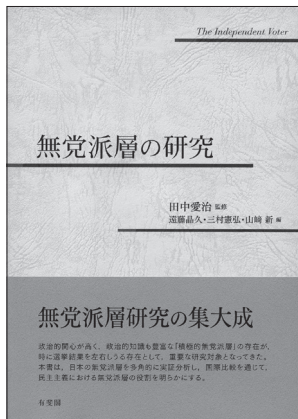 The Independent Voter
無党派層の研究
田中愛治 監修
遠藤晶久・三村憲弘・山﨑 新 編
無党派層研究の集大成
政治的関心が高く、政治的知識も豊富な「積極的無党派層」の存在が、
時に選挙結果を左右しうる存在として、重要な研究対象となってきた。
本書は、日本の無党派層を多角的に実証分析し、国際比較を通じて、
民主主義における無党派層の役割を明らかにする。
有斐閣